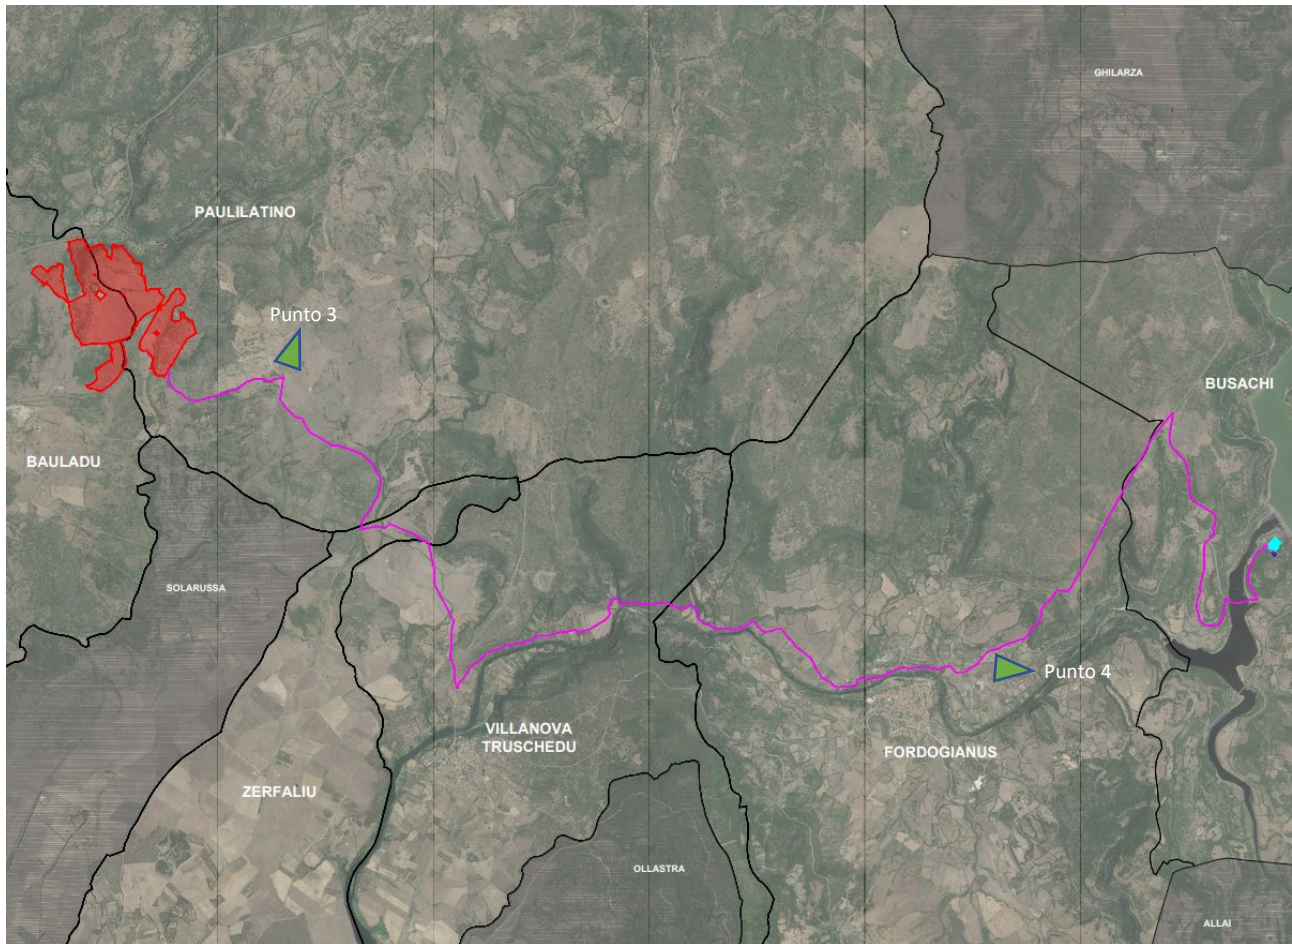 GHILARZA
PAULILATINO
Punto 3
BUSACHI
BAULADU
SOLARUSSA
Punto 4
VILLANOVA
TRUSCHEDU
FORDOGIANUS
ZERFALIU
OLLASTRA
ALLAI